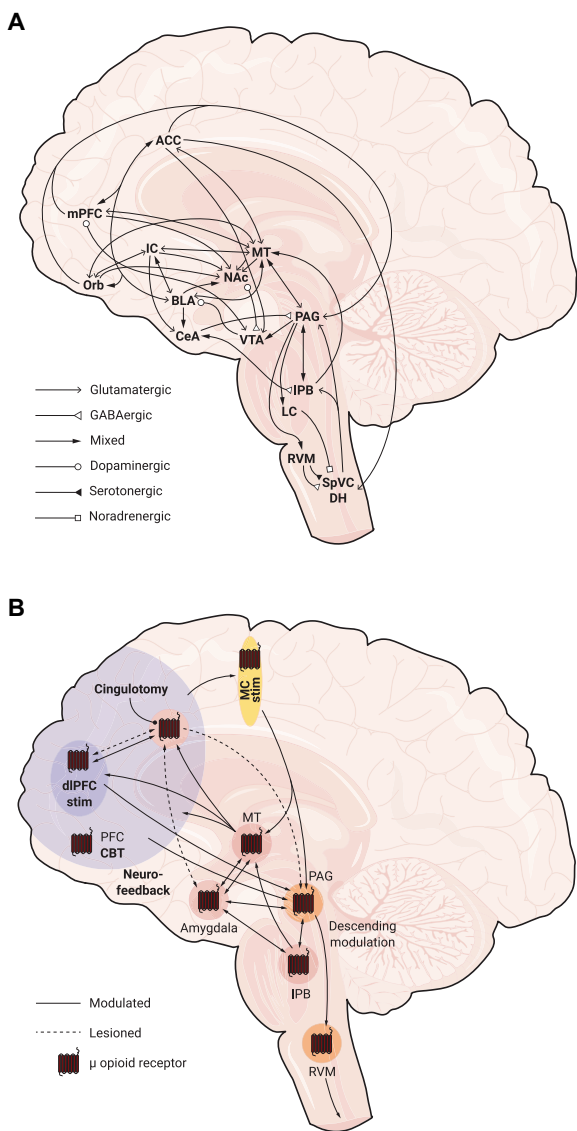 A
ACC
mPFC
IC
MT
NAc
Orb
BLA
PAG
CeA
VTA
lPB
LC
RVM
SpVC
DH
Glutamatergic
GABAergic
Mixed
Dopaminergic
Serotonergic
Noradrenergic
B
Cingulotomy
MC
stim
dlPFC
stim
MT
PFC
CBT
PAG
Neuro-
feedback
Amygdala
Descending
modulation
lPB
Modulated
Lesioned
µ opioid receptor
RVM